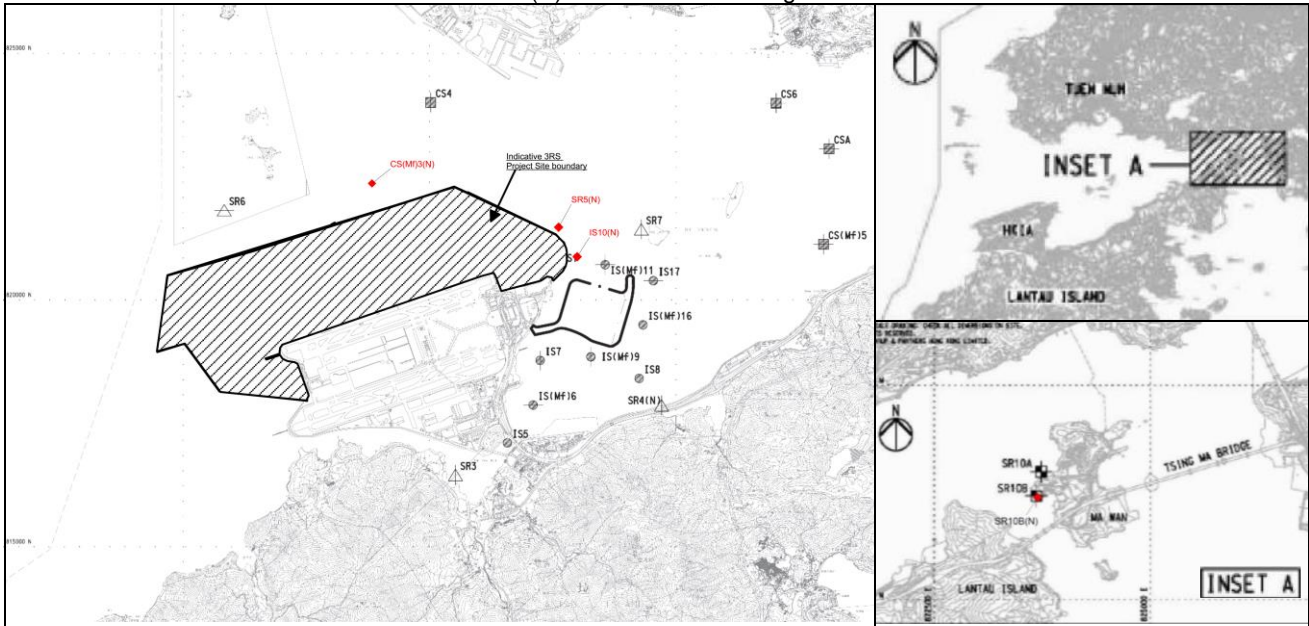 825000 N
CS4
CS6
CSA
CS(Mf)3(N)
Indicative 3RS
Project Site boundary
SR6
SR5(N)
SR7
IS10(N)
CS(Mf)5
IS(Mf)11
IS17
820000 N
IS(Mf)16
IS7
IS(Mf)9
IS8
IS(Mf)6
SR4(N)
IS5
SR3
815000 N
N
TUEN MUN
INSET A
HKIA
LANTAU ISLAND
N
SR10A
SR10B
SR10B(N)
TSING MA BRIDGE
MA WAN
LANTAU ISLAND
INSET A